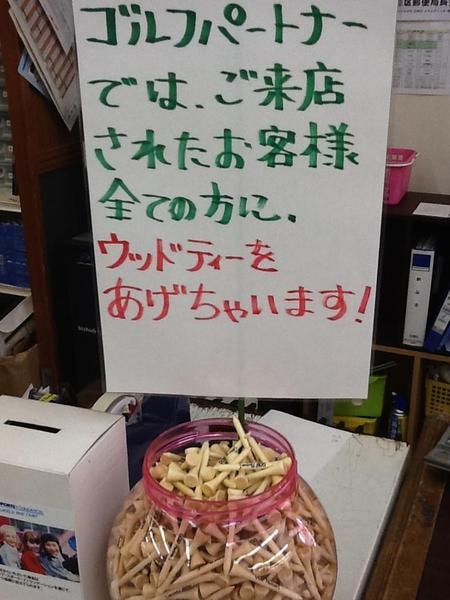 ゴルフパートナー
では、ご来店
されたお客様
全ての方に、
ウッドティーを
あげちゃいます!